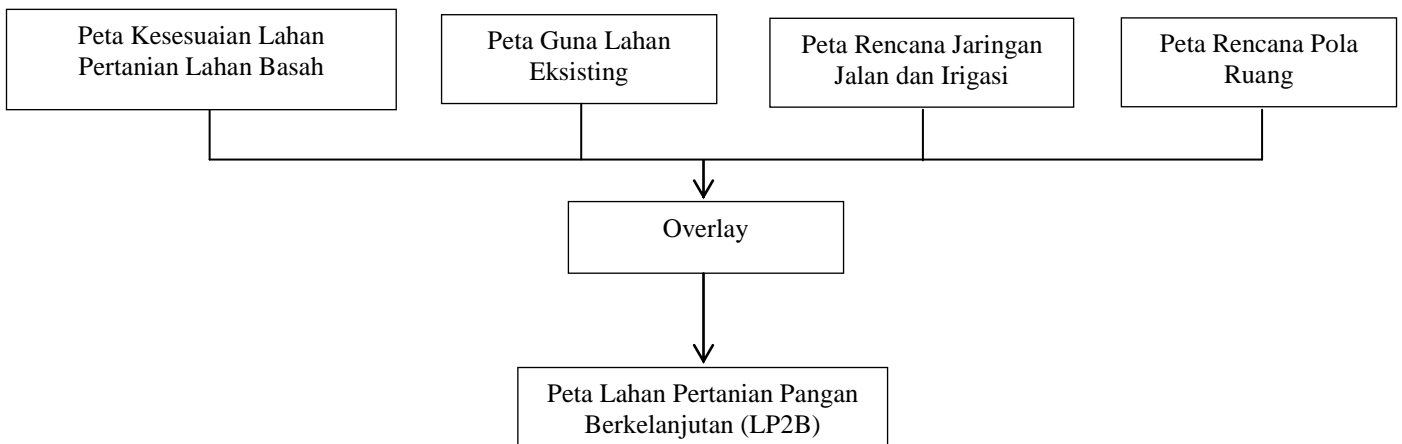 Peta Kesesuaian Lahan
Pertanian Lahan Basah
Peta Guna Lahan
Eksisting
Peta Rencana Jaringan
Jalan dan Irigasi
Peta Rencana Pola
Ruang
Overlay
Peta Lahan Pertanian Pangan
Berkelanjutan (LP2B)